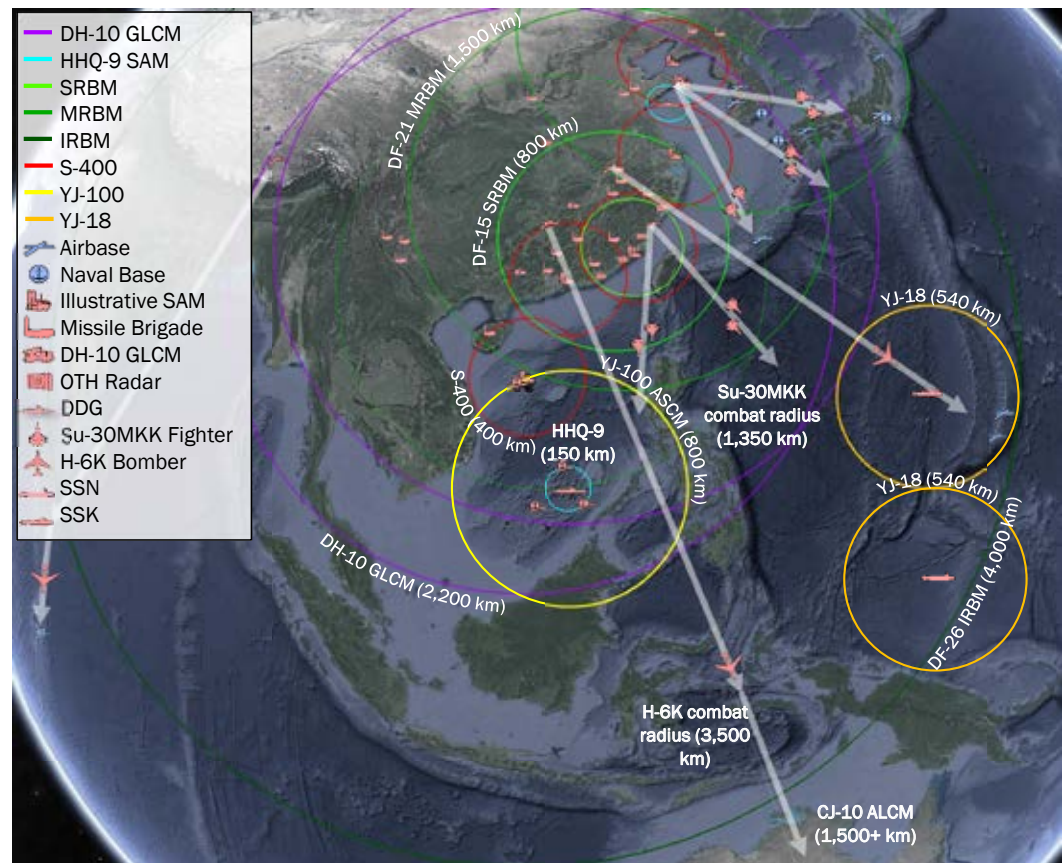 DH-10 GLCM
HHQ-9 SAM
SRBM
MRBM
IRBM
S-400
YJ-100
YJ-18
Airbase
Naval Base
Illustrative SAM
Missile Brigade
DH-10 GLCM
OTH Radar
DDG
Su-30MKK Fighter
H-6K Bomber
SSN
SSK
DF-21 MRBM (1,500 km)
DF-15 SRBM (800 km)
YJ-18 (540 km)
YJ-100 ASCM (800 km)
Su-30MKK
combat radius
(1,350 km)
S-400 (400 km)
HHQ-9
(150 km)
YJ-18 (540 km)
DH-10 GLCM (2,200 km)
DF-26 IRBM (4,000 km)
H-6K combat
radius (3,500
km)
CJ-10 ALCM
(1,500+ km)